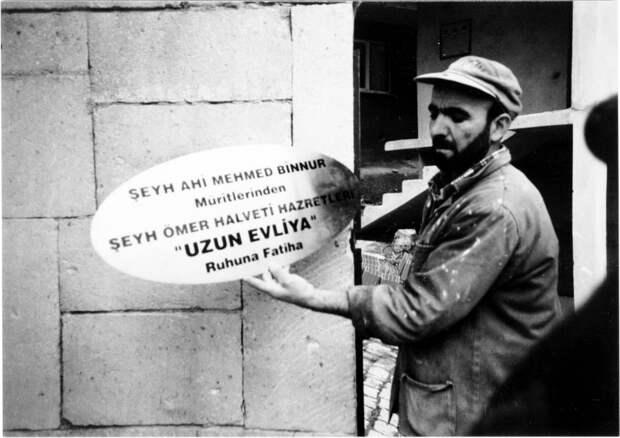 ŞEYH AHİ MEHMED BİNNUR
Müritlerinden
ŞEYH ÖMER HALVETİ HAZRETLERİ
"UZUN EVLİYA"
Ruhuna Fatiha